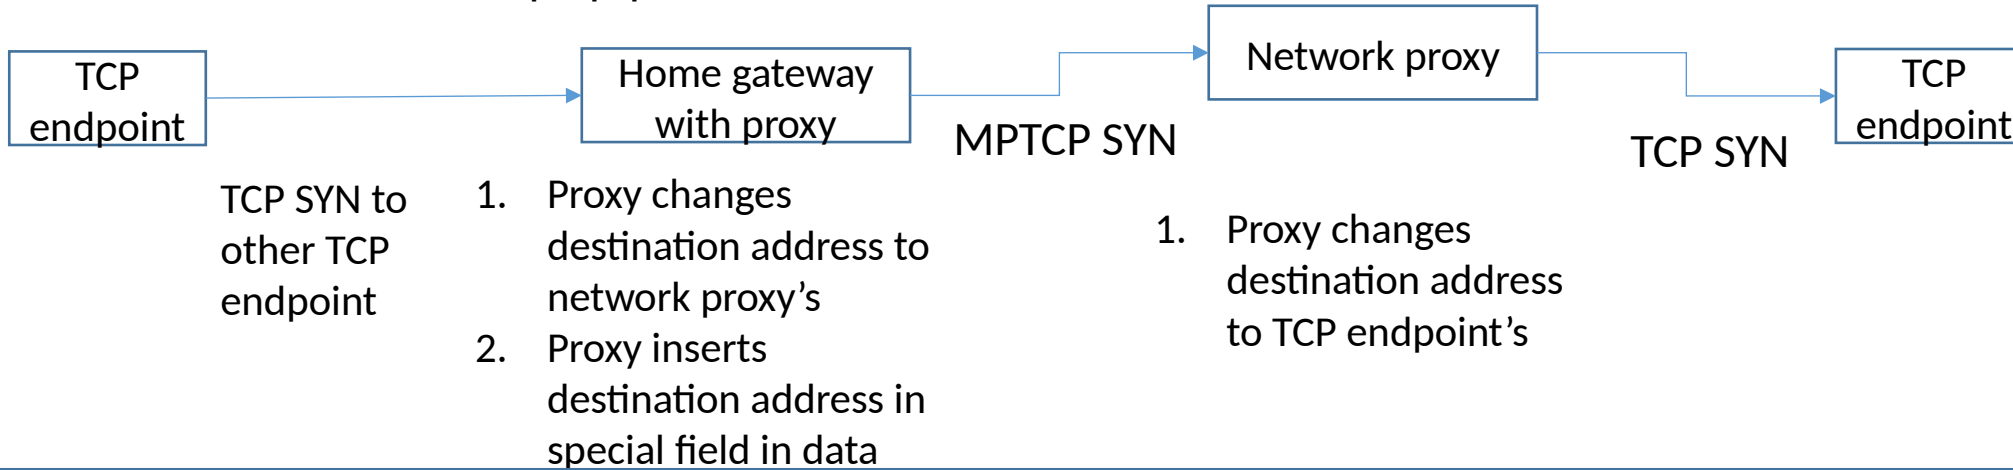 TCP
endpoint
Home gateway
with proxy
Network proxy
TCP
endpoint
MPTCP SYN
TCP SYN
TCP SYN to
other TCP
endpoint
1. Proxy changes
destination address to
network proxy’s
2. Proxy inserts
destination address in
special field in data
1. Proxy changes
destination address
to TCP endpoint’s